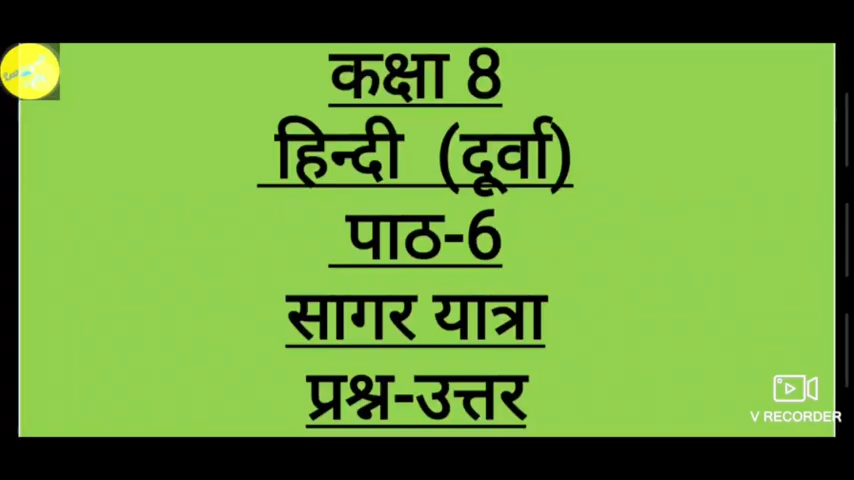 कक्षा 8
हिन्दी (दूर्वा)
पाठ-6
सागर यात्रा
प्रश्न-उत्तर
V RECORDER